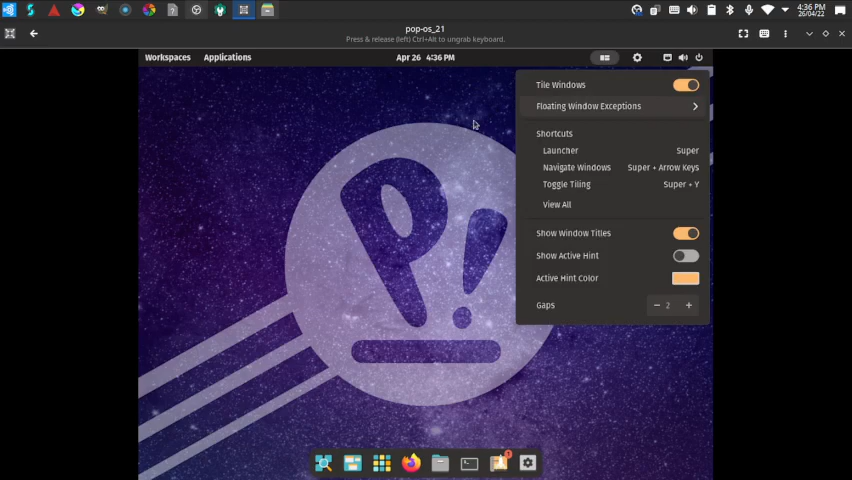 4:36 PM
26/04/22
pop-os_21
Press & release (left) Ctrl+Alt to ungrab keyboard.
Workspaces Applications Apr 26 4:36 PM
Tile Windows
Floating Window Exceptions
Shortcuts
Launcher Super
Navigate Windows Super + Arrow Keys
Toggle Tiling Super + Y
View All
Show Window Titles
Show Active Hint
Active Hint Color
Gaps 2
P!
1